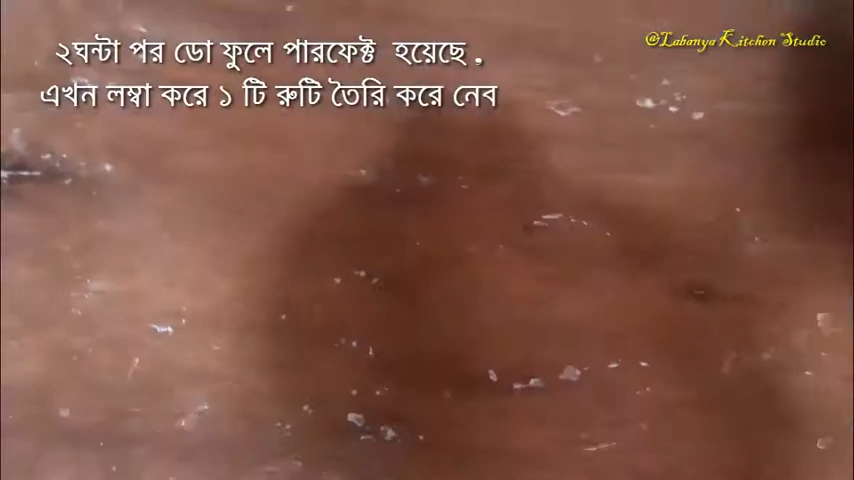 ২ঘন্টা পর ডো ফুলে পারফেক্ট হয়েছে .
@Labanya Kitchen Studio
এখন লম্বা করে ১ টি রুটি তৈরি করে নেব